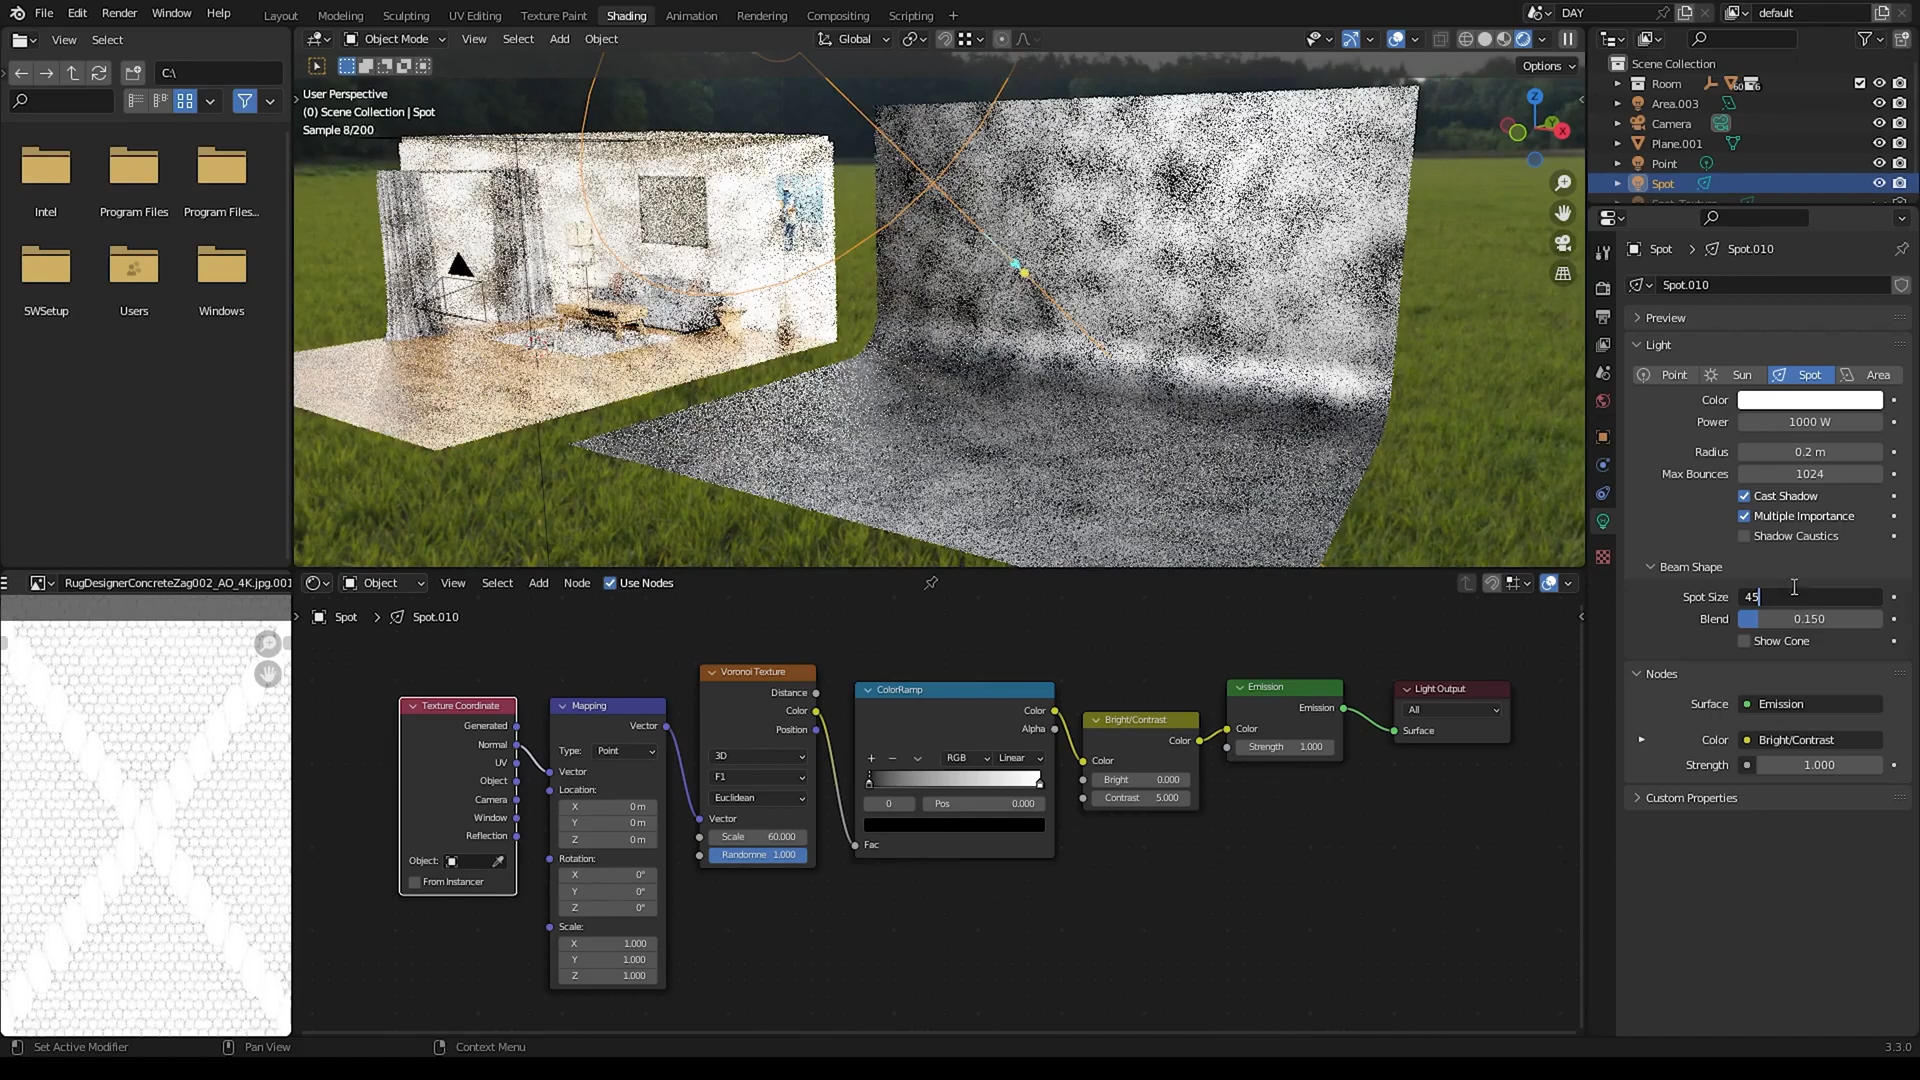 File Edit Render Window Help
Layout Modeling Sculpting UV Editing Texture Paint Shading Animation Rendering Compositing Scripting +
DAY
default
View Select
Object Mode View Select Add Object
Global
C:\
Options
User Perspective
(0) Scene Collection | Spot
Sample 8/200
Intel
Program Files
Program Files...
SWSetup
Users
Windows
Scene Collection
Room
Area.003
Camera
Plane.001
Point
Spot
Spot > Spot.010
Spot.010
Preview
Light
Point Sun Spot Area
Color
Power 1000 W
Radius 0.2 m
Max Bounces 1024
Cast Shadow
Multiple Importance
Shadow Caustics
Beam Shape
Spot Size 45
Blend 0.150
Show Cone
Nodes
Surface Emission
Color Bright/Contrast
Strength 1.000
Custom Properties
RugDesignerConcreteZag002_AO_4K.jpg.001
Object View Select Add Node Use Nodes
Spot > Spot.010
Texture Coordinate
Generated
Normal
UV
Object
Camera
Window
Reflection
Object:
From Instancer
Mapping
Vector
Type: Point
Vector
Location:
X 0 m
Y 0 m
Z 0 m
Rotation:
X 0°
Y 0°
Z 0°
Scale:
X 1.000
Y 1.000
Z 1.000
Voronoi Texture
Distance
Color
Position
3D
F1
Euclidean
Vector
Scale 60.000
Randomne 1.000
ColorRamp
Color
Alpha
+ − RGB Linear
0 Pos 0.000
Fac
Bright/Contrast
Color
Color
Bright 0.000
Contrast 5.000
Emission
Emission
Color
Strength 1.000
Light Output
All
Surface
Set Active Modifier
Pan View
Context Menu
3.3.0
X
Y
Z